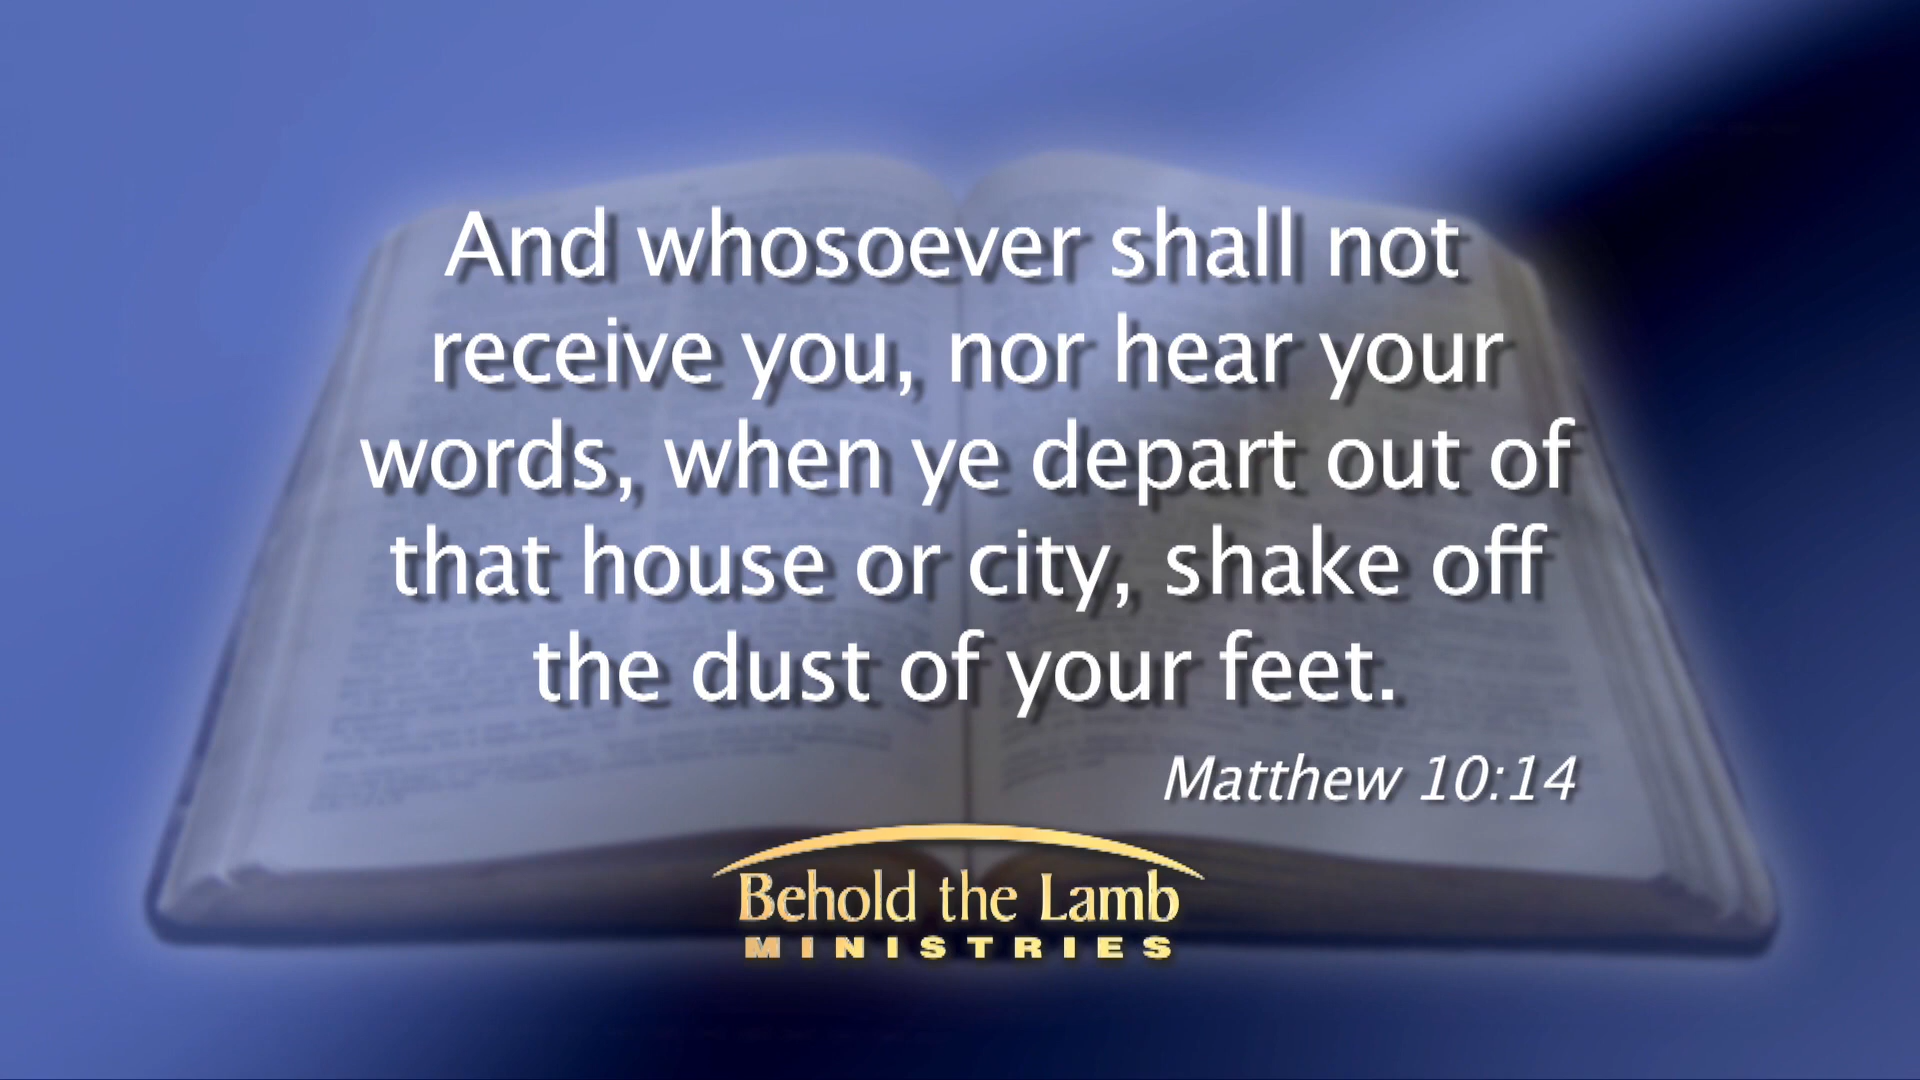 And whosoever shall not
receive you, nor hear your
words, when ye depart out of
that house or city, shake off
the dust of your feet.
Matthew 10:14
Behold the Lamb
MINISTRIES